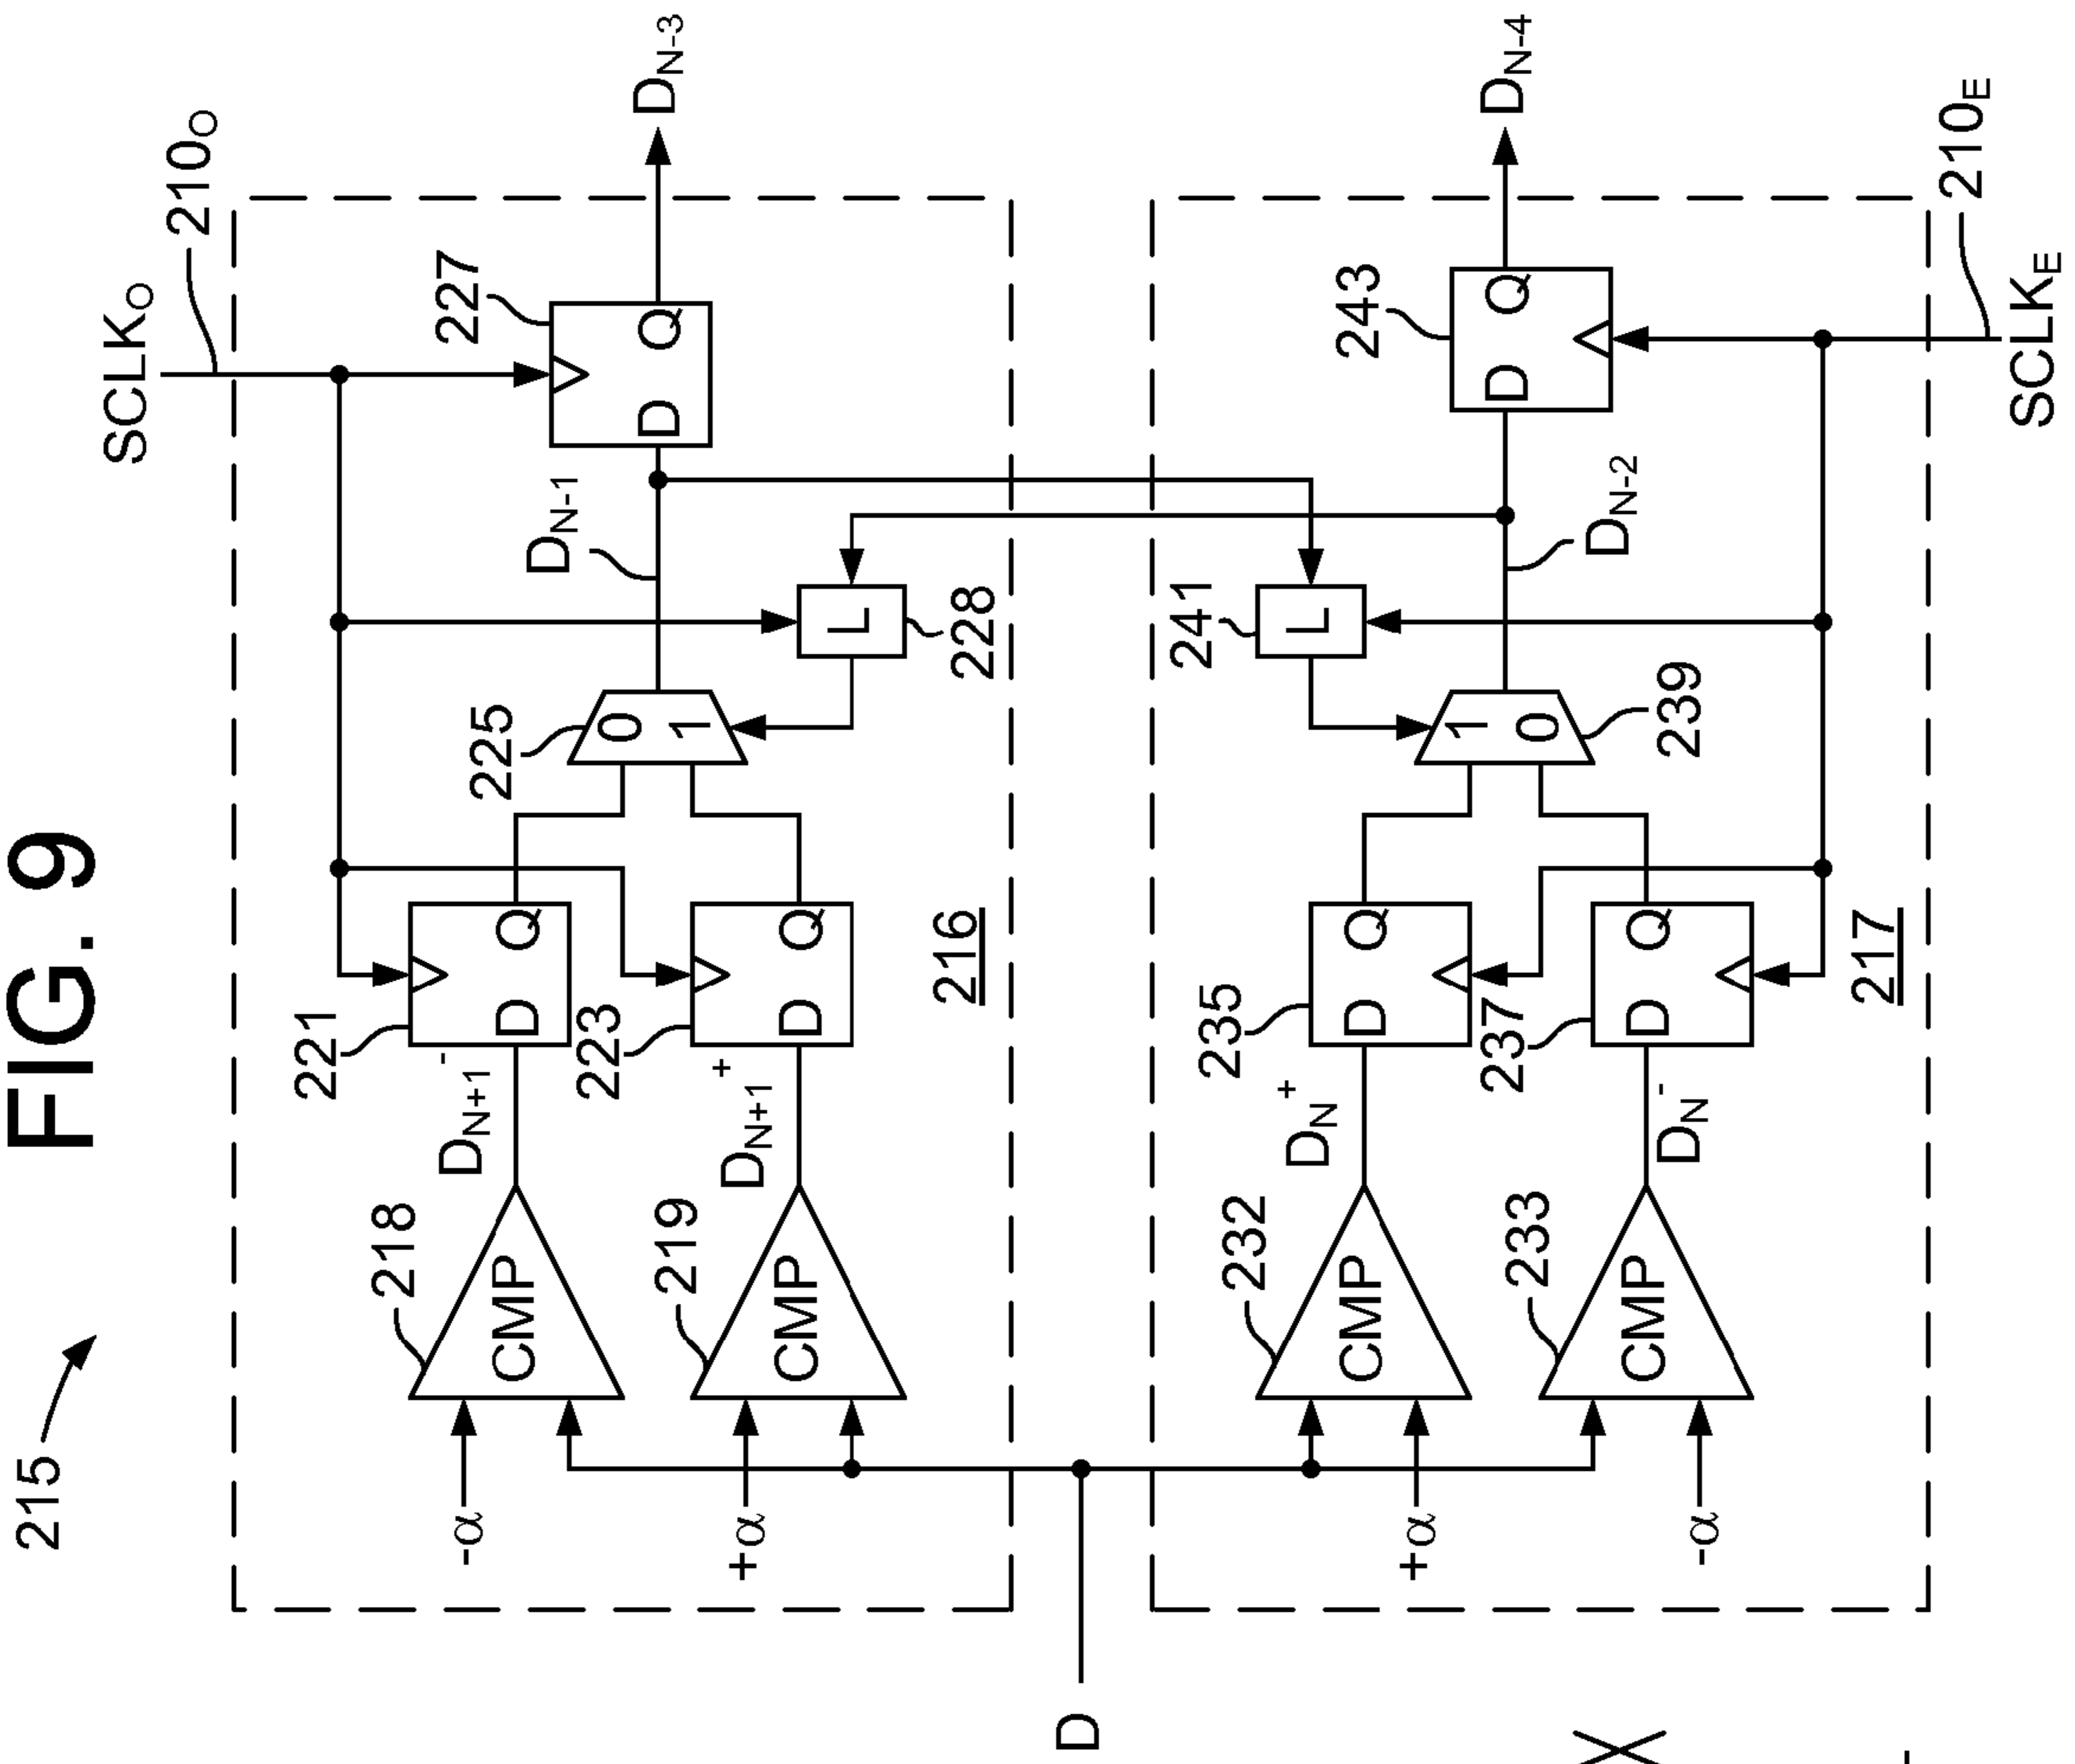 FIG. 9
215
SCLKO
210O
216
-α
218
CMP
DN+1-
221
D Q
+α
219
CMP
DN+1+
223
D Q
225
0
1
DN-1
L
228
227
D Q
DN-3
D
217
232
+α
CMP
DN+
235
D Q
233
-α
CMP
DN-
237
D Q
241
L
1
0
239
DN-2
243
D Q
DN-4
SCLKE
210E